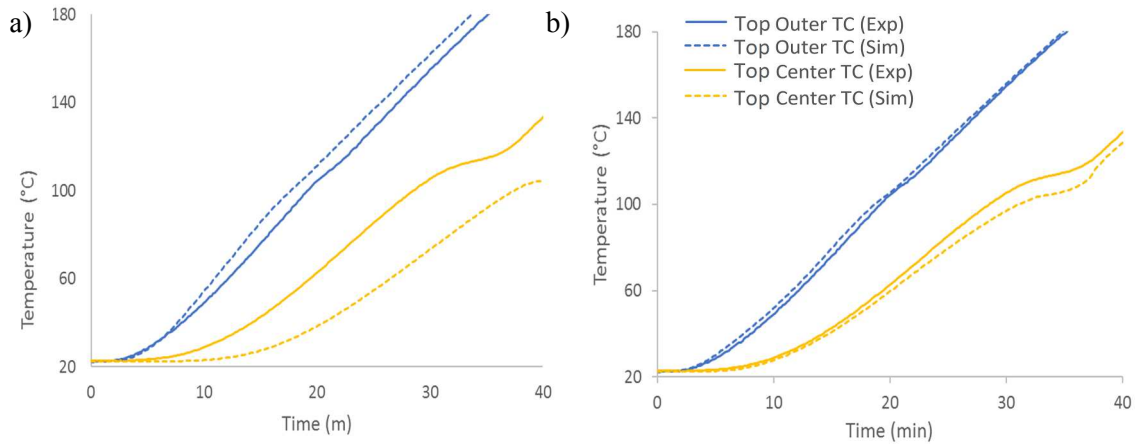 a)
180
140
100
60
20
Temperature (°C)
0
10
20
30
40
Time (m)
b)
Top Outer TC (Exp)
Top Outer TC (Sim)
Top Center TC (Exp)
Top Center TC (Sim)
180
140
100
60
20
Temperature (°C)
0
10
20
30
40
Time (min)